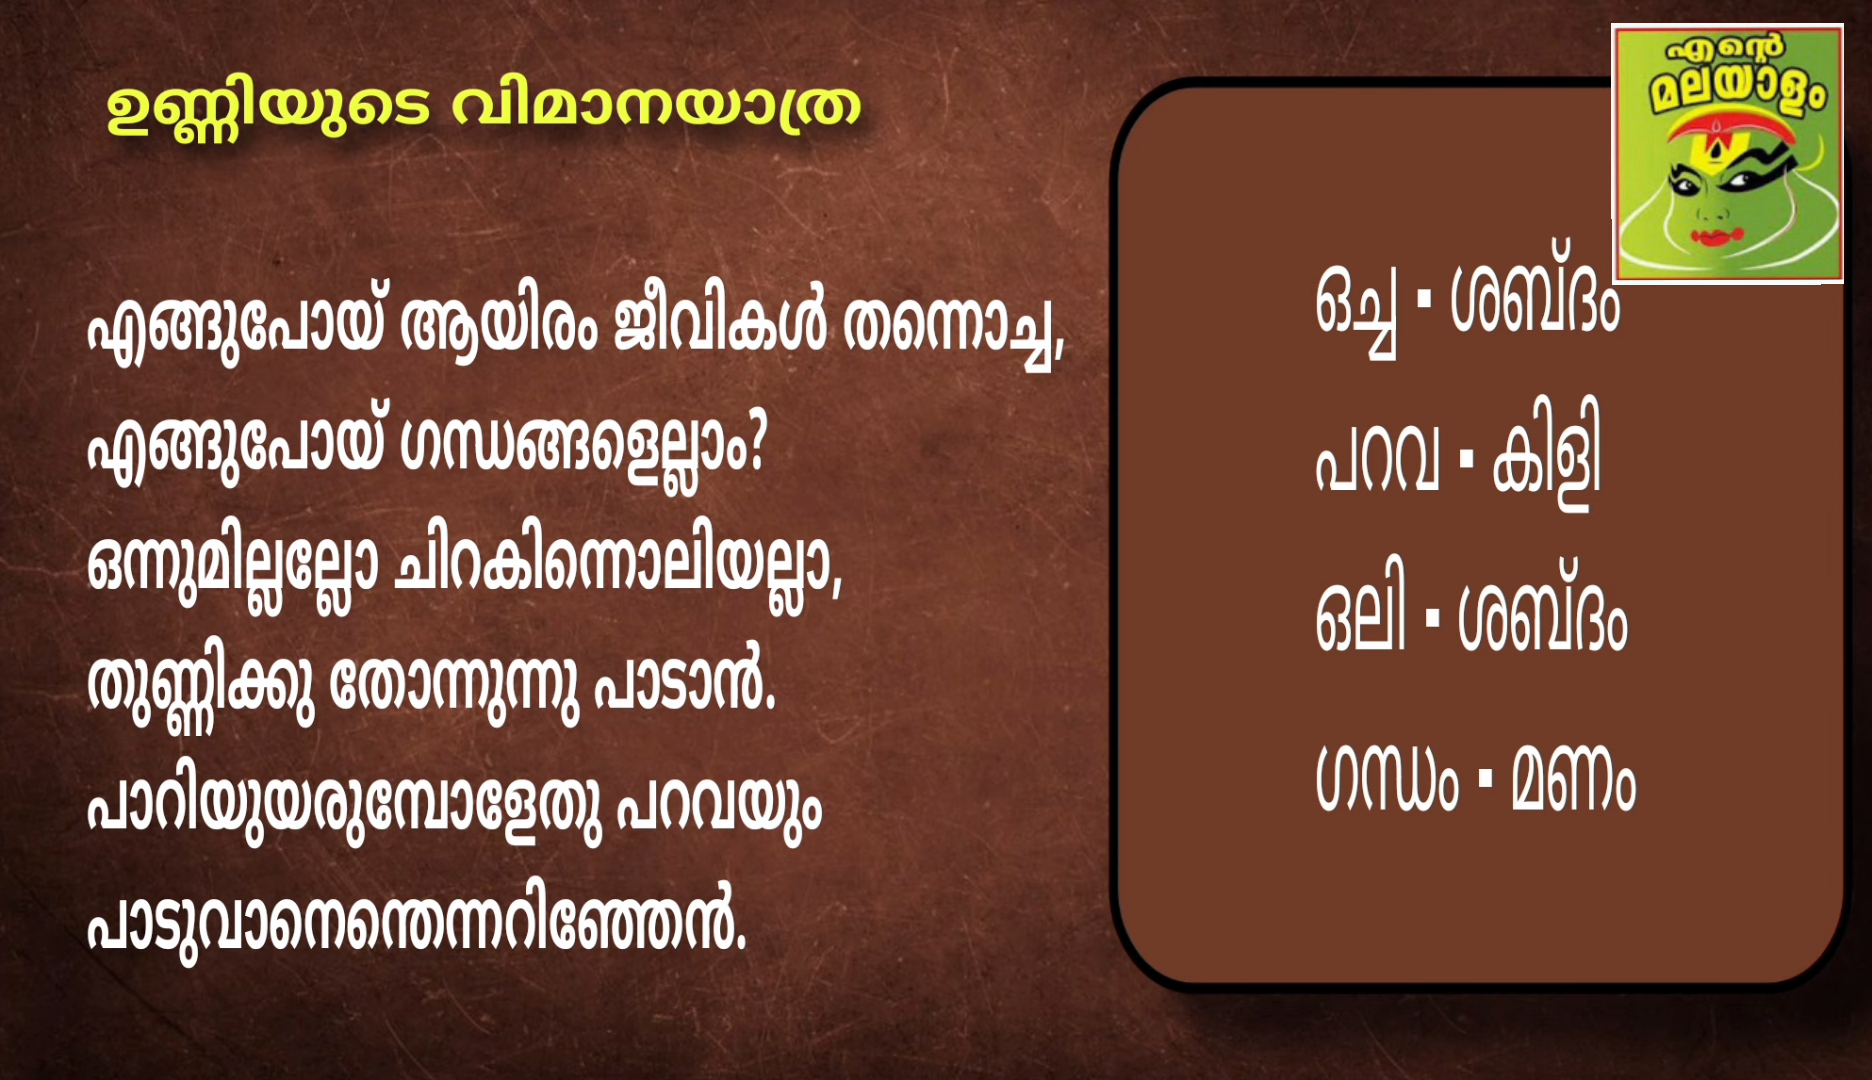 ഉണ്ണിയുടെ വിമാനയാത്ര
എങ്ങുപോയ് ആയിരം ജീവികൾ തന്നൊച്ച,
എങ്ങുപോയ് ഗന്ധങ്ങളെല്ലാം?
ഒന്നുമില്ലല്ലോ ചിറകിന്നൊലിയല്ലാ,
തുണ്ണിക്കു തോന്നുന്നു പാടാൻ.
പാറിയുയരുമ്പോളേതു പറവയും
പാടുവാനെന്തെന്നറിഞ്ഞേൻ.
എന്റെ
മലയാളം
ഒച്ച - ശബ്ദം
പറവ - കിളി
ഒലി - ശബ്ദം
ഗന്ധം - മണം